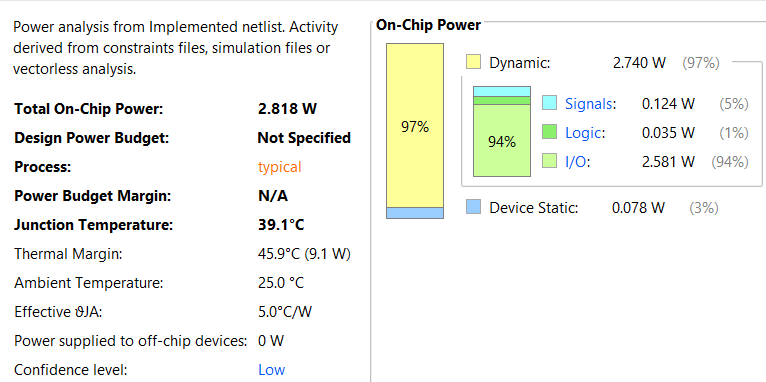 Power analysis from Implemented netlist. Activity
derived from constraints files, simulation files or
vectorless analysis.
Total On-Chip Power: 2.818 W
Design Power Budget: Not Specified
Process: typical
Power Budget Margin: N/A
Junction Temperature: 39.1°C
Thermal Margin: 45.9°C (9.1 W)
Ambient Temperature: 25.0 °C
Effective ϑJA: 5.0°C/W
Power supplied to off-chip devices: 0 W
Confidence level: Low
On-Chip Power
97%
Dynamic: 2.740 W (97%)
94%
Signals: 0.124 W (5%)
Logic: 0.035 W (1%)
I/O: 2.581 W (94%)
Device Static: 0.078 W (3%)